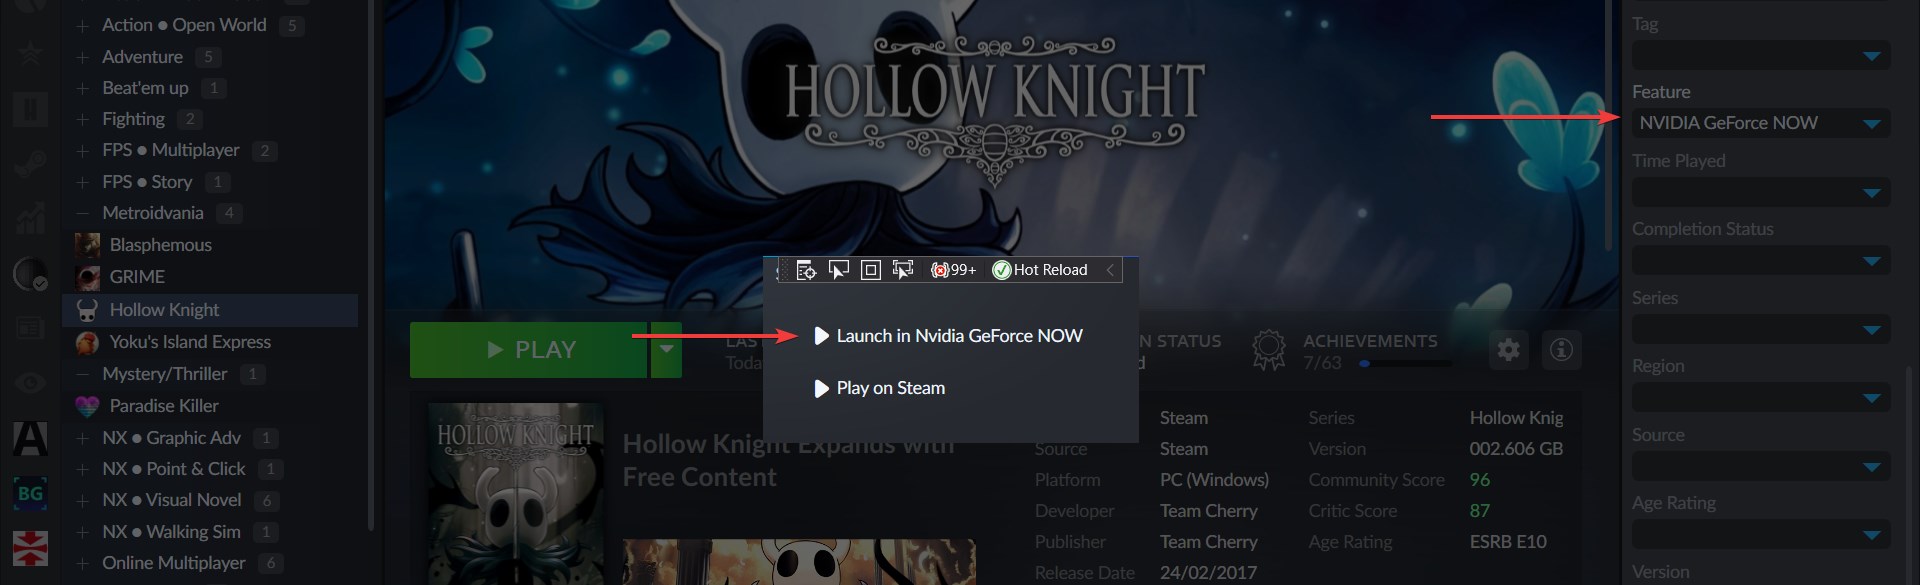 Action ● Open World 5
Adventure 5
Beat'em up 1
Fighting 2
FPS ● Multiplayer 2
FPS ● Story 1
Metroidvania 4
Blasphemous
GRIME
Hollow Knight
Yoku's Island Express
Mystery/Thriller 1
Paradise Killer
NX ● Graphic Adv 1
NX ● Point & Click 1
NX ● Visual Novel 6
NX ● Walking Sim 1
Online Multiplayer 6
BG
HOLLOW KNIGHT
99+ Hot Reload
Launch in Nvidia GeForce NOW
Play on Steam
PLAY
LAS
Today
N STATUS
d
ACHIEVEMENTS
7/63
HOLLOW KNIGHT
Hollow Knight Expands with
Free Content
Steam
Source Steam
Platform PC (Windows)
Developer Team Cherry
Publisher Team Cherry
Release Date 24/02/2017
Series Hollow Knig
Version 002.606 GB
Community Score 96
Critic Score 87
Age Rating ESRB E10
Tag
Feature
NVIDIA GeForce NOW
Time Played
Completion Status
Series
Region
Source
Age Rating
Version